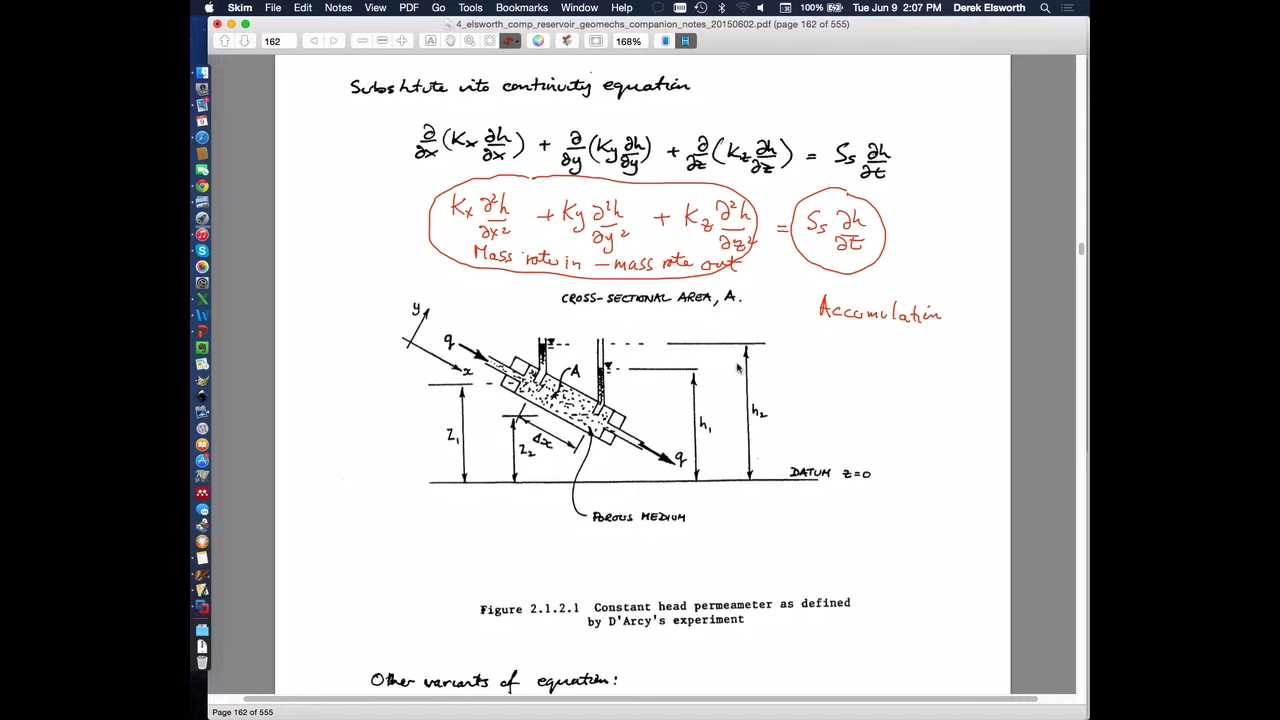 Skim File Edit Notes View PDF Go Tools Bookmarks Window Help 100% Tue Jun 9 2:07 PM Derek Elsworth
4_elsworth_comp_reservoir_geomechs_companion_notes_20150602.pdf (page 162 of 555)
162 168%
Substitute into continuity equation
∂/∂x (Kx ∂h/∂x) + ∂/∂y (Ky ∂h/∂y) + ∂/∂z (Kz ∂h/∂z) = Ss ∂h/∂t
Kx ∂²h/∂x² + Ky ∂²h/∂y² + Kz ∂²h/∂z² = Ss ∂h/∂t
Mass rate in – mass rate out
CROSS-SECTIONAL AREA, A.
Accumulation
y
q
x
A
Z1
Z2
Δx
h1
h2
q
DATUM z=0
POROUS MEDIUM
Figure 2.1.2.1 Constant head permeameter as defined
by D'Arcy's experiment
Other variants of equation:
Page 162 of 555